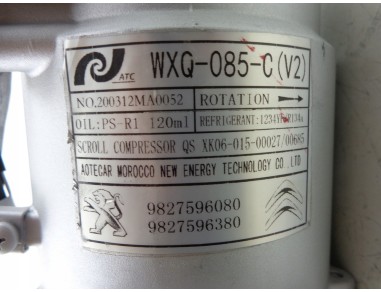 ATC WXQ-085-C(V2)
NO.200312MA0052 ROTATION
OIL:PS-R1 120ml REFRIGERANT:1234YF/R134a
SCROLL COMPRESSOR QS XK06-015-00027/00685
AOTECAR MOROCCO NEW ENERGY TECHNOLOGY CO.,LTD
9827596080
9827596380